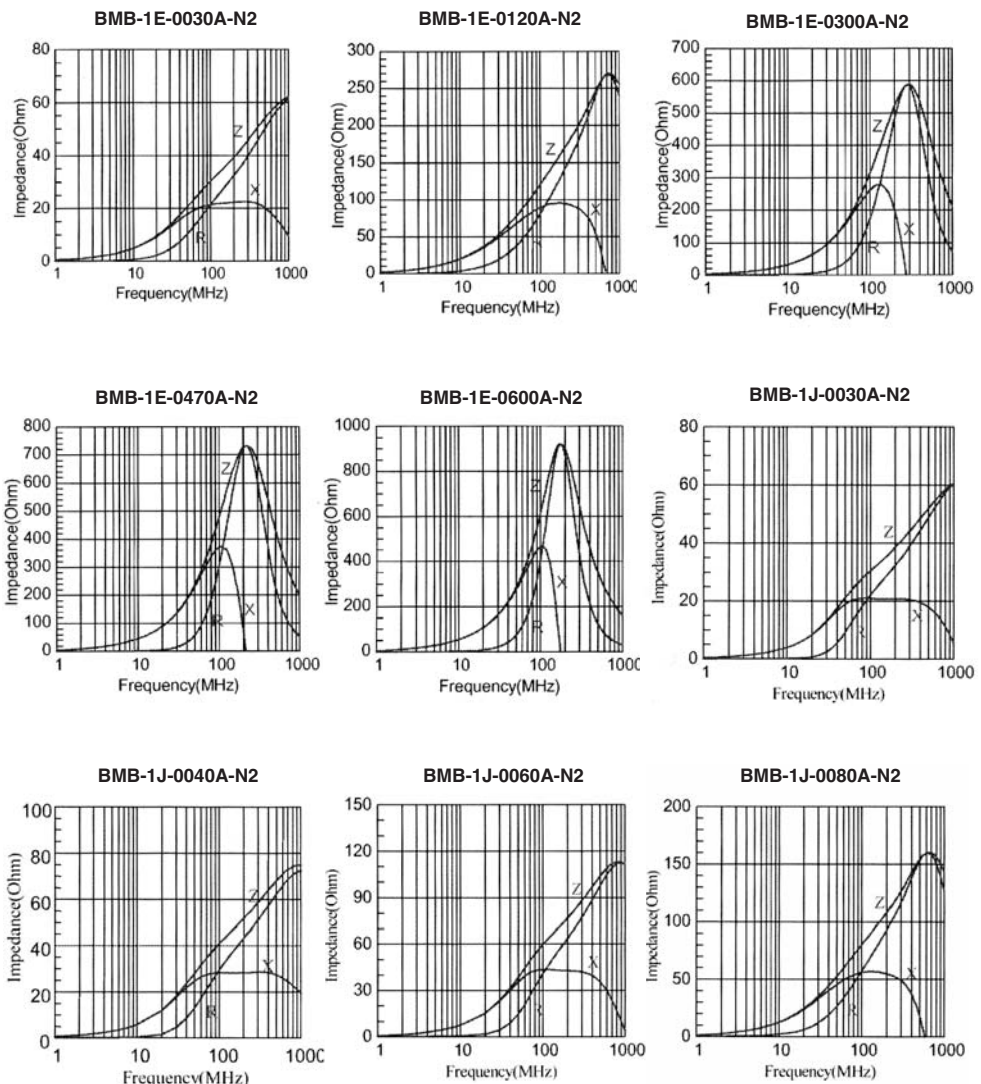 BMB-1E-0030A-N2
80
60
40
20
0
Impedance(Ohm)
Z
X
R
1 10 100 1000
Frequency(MHz)
BMB-1E-0120A-N2
300
250
200
150
100
50
0
Impedance(Ohm)
Z
X
1 10 100 1000
Frequency(MHz)
BMB-1E-0300A-N2
700
600
500
400
300
200
100
0
Impedance(Ohm)
Z
X
R
1 10 100 1000
Frequency(MHz)
BMB-1E-0470A-N2
800
700
600
500
400
300
200
100
0
Impedance(Ohm)
Z
R
X
1 10 100 1000
Frequency(MHz)
BMB-1E-0600A-N2
1000
800
600
400
200
0
Impedance(Ohm)
Z
X
R
1 10 100 1000
Frequency(MHz)
BMB-1J-0030A-N2
80
60
40
20
0
Impedance(Ohm)
Z
X
R
1 10 100 1000
Frequency(MHz)
BMB-1J-0040A-N2
100
80
60
40
20
0
Impedance(Ohm)
Z
X
R
1 10 100 1000
Frequency(MHz)
BMB-1J-0060A-N2
150
120
90
60
30
0
Impedance(Ohm)
Z
X
R
1 10 100 1000
Frequency(MHz)
BMB-1J-0080A-N2
200
150
100
50
0
Impedance(Ohm)
Z
X
R
1 10 100 1000
Frequency(MHz)